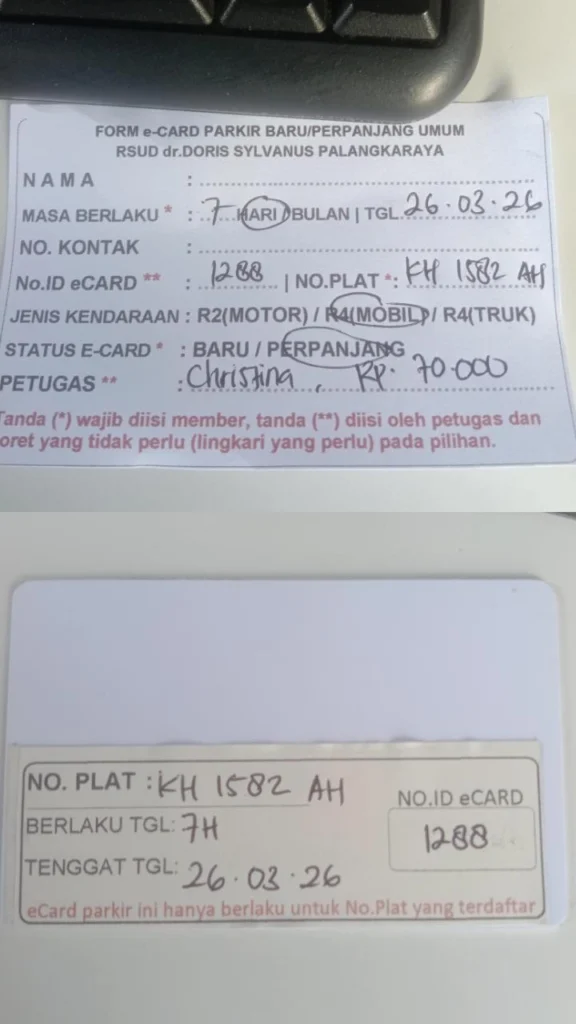 FORM e-CARD PARKIR BARU/PERPANJANG UMUM
RSUD dr.DORIS SYLVANUS PALANGKARAYA
NAMA :
MASA BERLAKU * : 7 HARI / BULAN | TGL 26.03.26
NO. KONTAK :
No.ID eCARD ** : 1288 | NO.PLAT *: KH 1582 AH
JENIS KENDARAAN : R2(MOTOR) / R4(MOBIL) / R4(TRUK)
STATUS E-CARD * : BARU / PERPANJANG
PETUGAS ** : Christina, Rp. 70.000
Tanda (*) wajib diisi member, tanda (**) diisi oleh petugas dan
oret yang tidak perlu (lingkari yang perlu) pada pilihan.
NO. PLAT : KH 1582 AH
BERLAKU TGL: 7H
TENGGAT TGL: 26.03.26
NO.ID eCARD
1288
eCard parkir ini hanya berlaku untuk No.Plat yang terdaftar